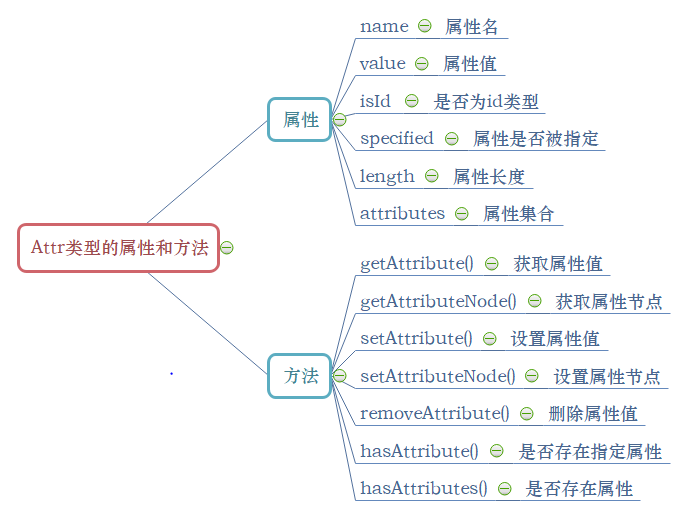 Attr类型的属性和方法
属性
name 属性名
value 属性值
isId 是否为id类型
specified 属性是否被指定
length 属性长度
attributes 属性集合
方法
getAttribute() 获取属性值
getAttributeNode() 获取属性节点
setAttribute() 设置属性值
setAttributeNode() 设置属性节点
removeAttribute() 删除属性值
hasAttribute() 是否存在指定属性
hasAttributes() 是否存在属性